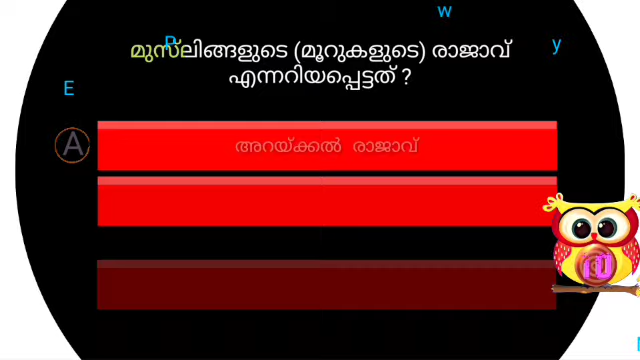 w
P
മുസ്ലിങ്ങളുടെ (മൂറുകളുടെ) രാജാവ്
y
എന്നറിയപ്പെട്ടത് ?
E
A
അറയ്ക്കൽ രാജാവ്